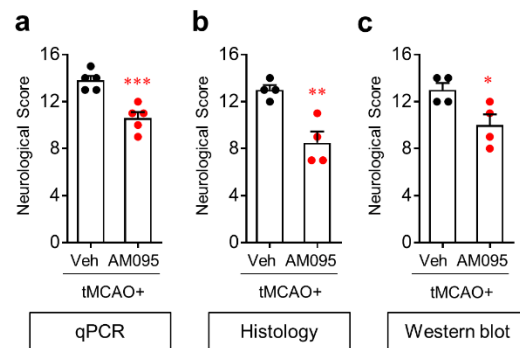 a
Neurological Score
16
12
8
4
0
***
Veh AM095
tMCAO+
qPCR
b
Neurological Score
16
12
8
4
0
**
Veh AM095
tMCAO+
Histology
c
Neurological Score
16
12
8
4
0
*
Veh AM095
tMCAO+
Western blot